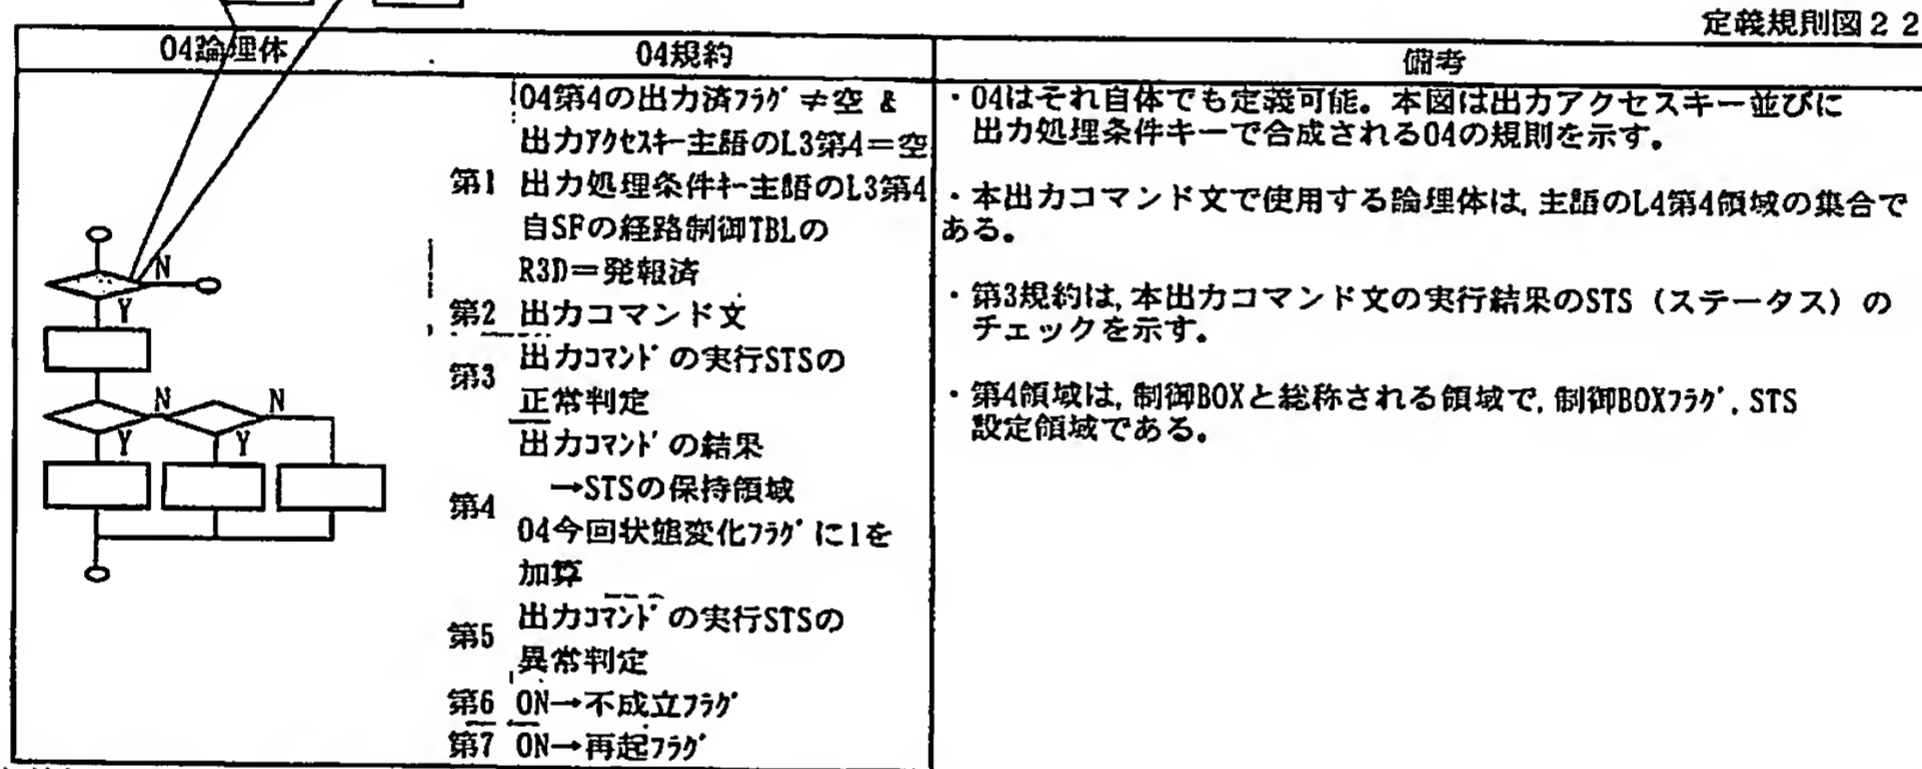 定義規則図22
04論理体
04規約
備考
04第4の出力済ﾌﾗｸﾞ≠空 &
出力ｱｸｾｽｷｰ主語のL3第4＝空
第1 出力処理条件ｷｰ主語のL3第4
自SFの経路制御TBLの
R3D＝発報済
第2 出力コマンド文
出力ｺﾏﾝﾄﾞの実行STSの
第3
正常判定
出力ｺﾏﾝﾄﾞの結果
→STSの保持領域
第4
04今回状態変化ﾌﾗｸﾞに1を
加算
出力ｺﾏﾝﾄﾞの実行STSの
第5
異常判定
第6 ON→不成立ﾌﾗｸﾞ
第7 ON→再起ﾌﾗｸﾞ
N
Y
N
N
Y
Y
・04はそれ自体でも定義可能。本図は出力アクセスキー並びに
出力処理条件キーで合成される04の規則を示す。
・本出力コマンド文で使用する論理体は, 主語のL4第4領域の集合で
ある。
・第3規約は, 本出力コマンド文の実行結果のSTS（ステータス）の
チェックを示す。
・第4領域は, 制御BOXと総称される領域で, 制御BOXﾌﾗｸﾞ, STS
設定領域である。